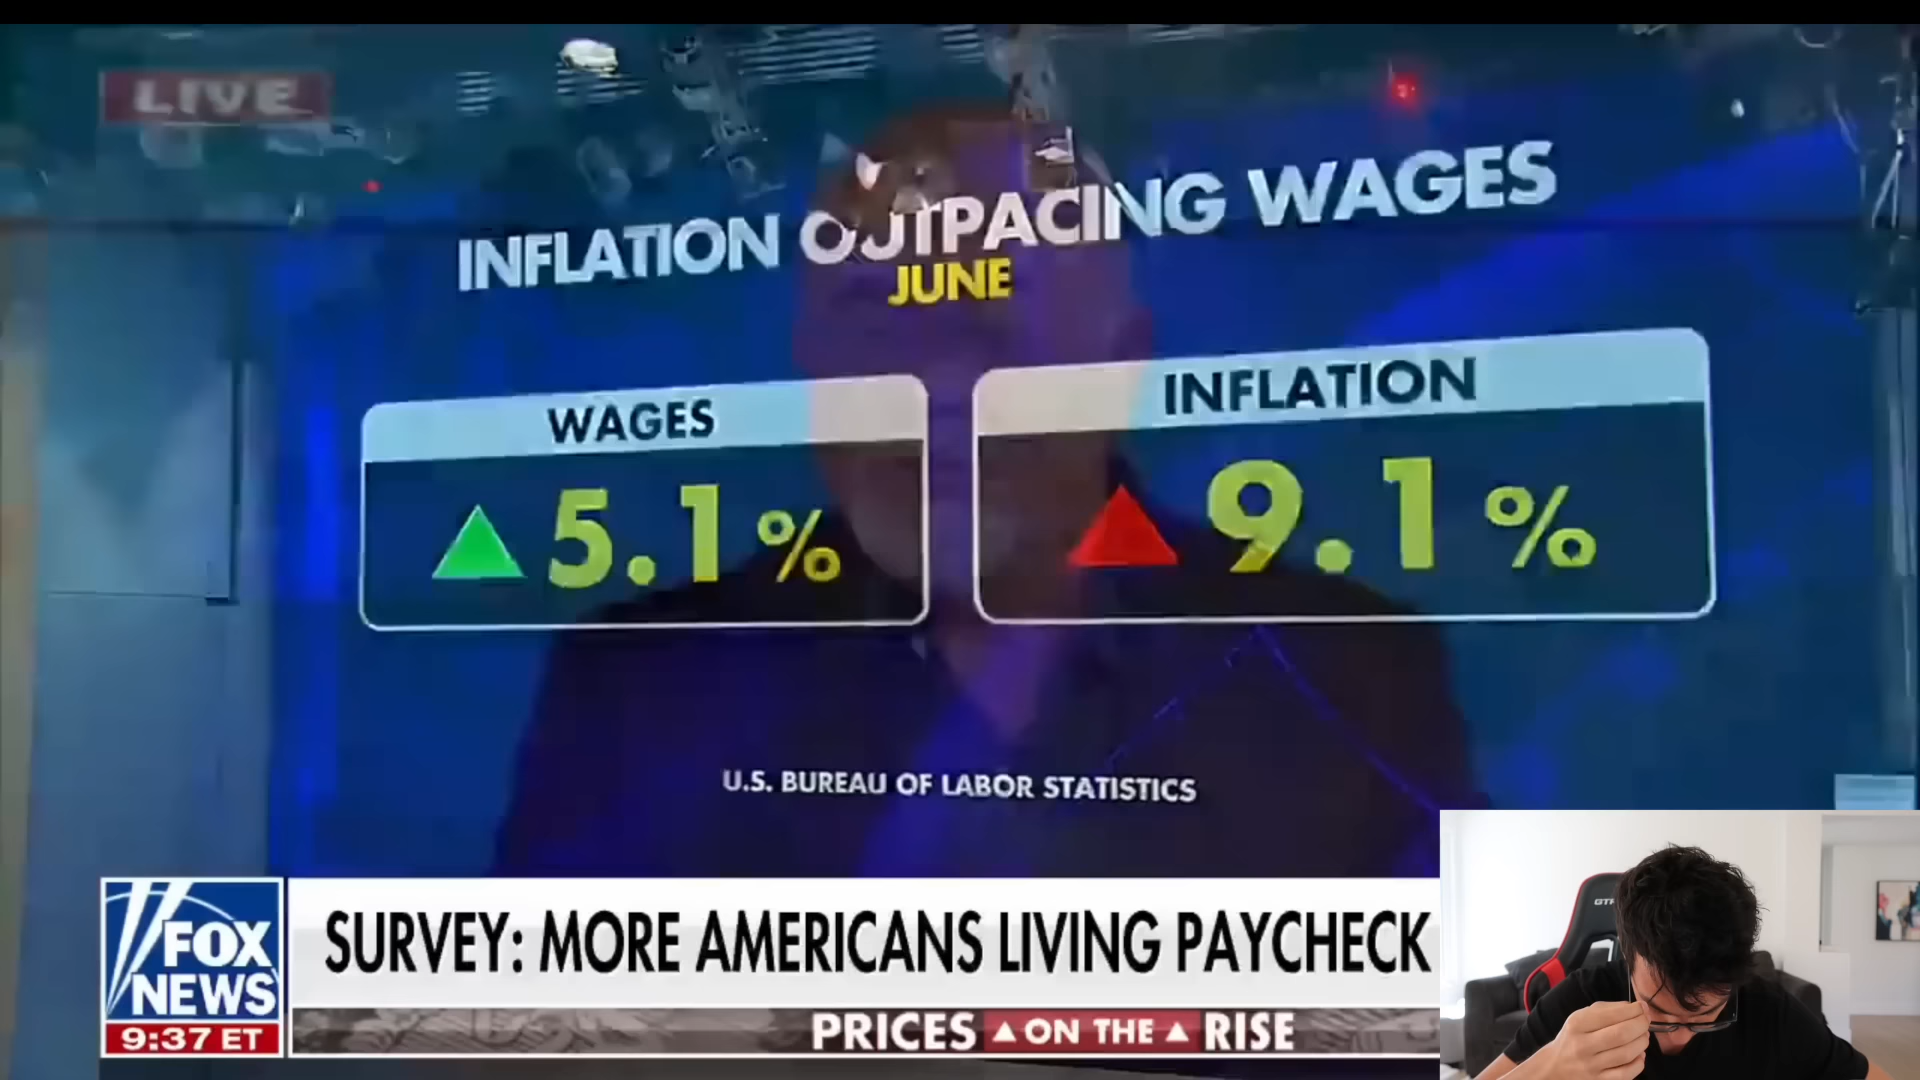 LIVE
INFLATION OUTPACING WAGES
JUNE
WAGES
5.1%
INFLATION
9.1%
U.S. BUREAU OF LABOR STATISTICS
FOX
NEWS
9:37 ET
SURVEY: MORE AMERICANS LIVING PAYCHECK
PRICES ▲ ON THE ▲ RISE